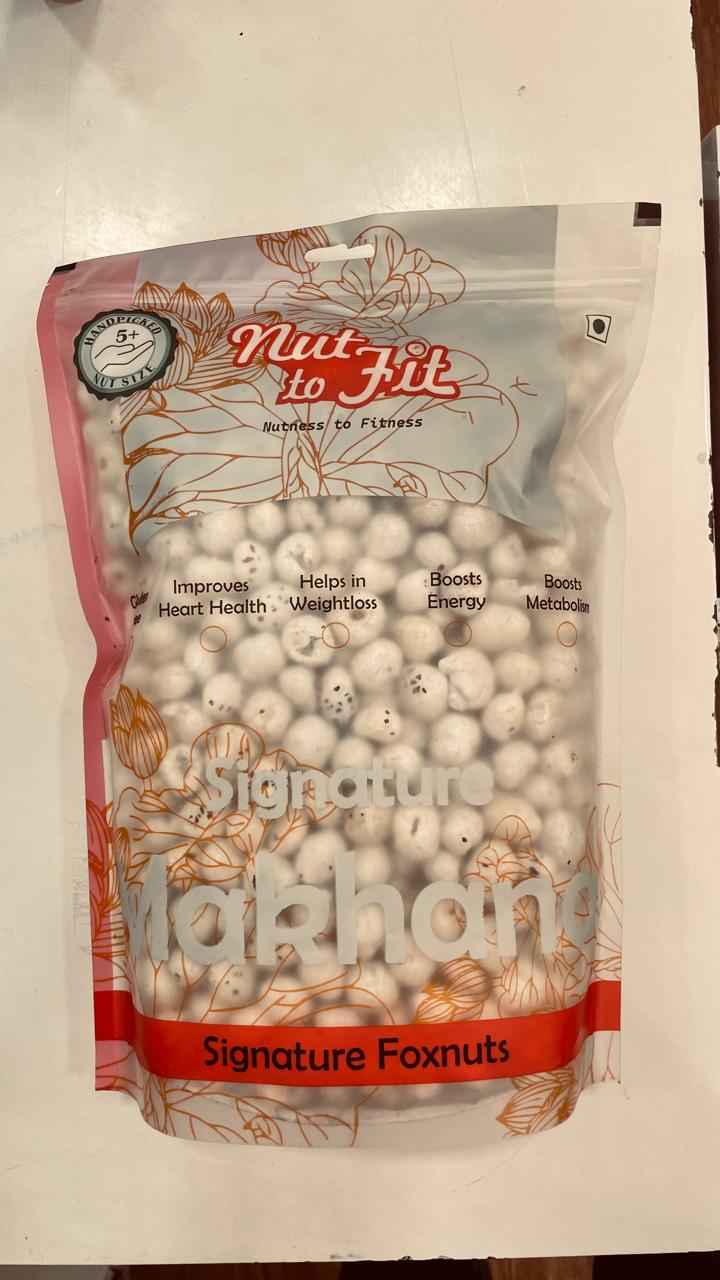 HANDPICKED
5+
NUT SIZE
Nut
to Fit
Nutness to Fitness
Improves
Heart Health
Helps in
Weightloss
Boosts
Energy
Boosts
Metabolism
Signature
Makhana
Signature Foxnuts